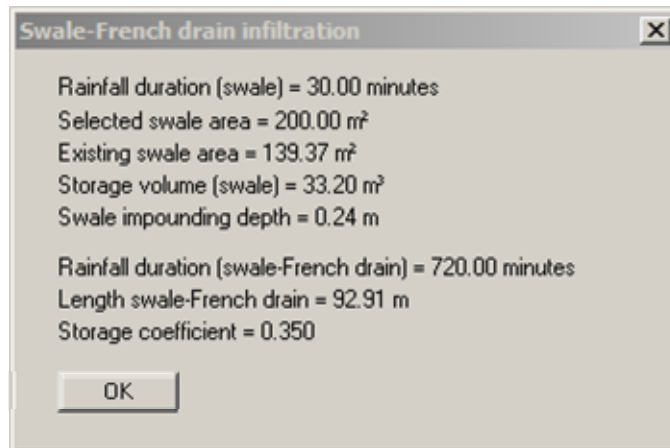 Swale-French drain infiltration
Rainfall duration (swale) = 30.00 minutes
Selected swale area = 200.00 m²
Existing swale area = 139.37 m²
Storage volume (swale) = 33.20 m³
Swale impounding depth = 0.24 m
Rainfall duration (swale-French drain) = 720.00 minutes
Length swale-French drain = 92.91 m
Storage coefficient = 0.350
OK